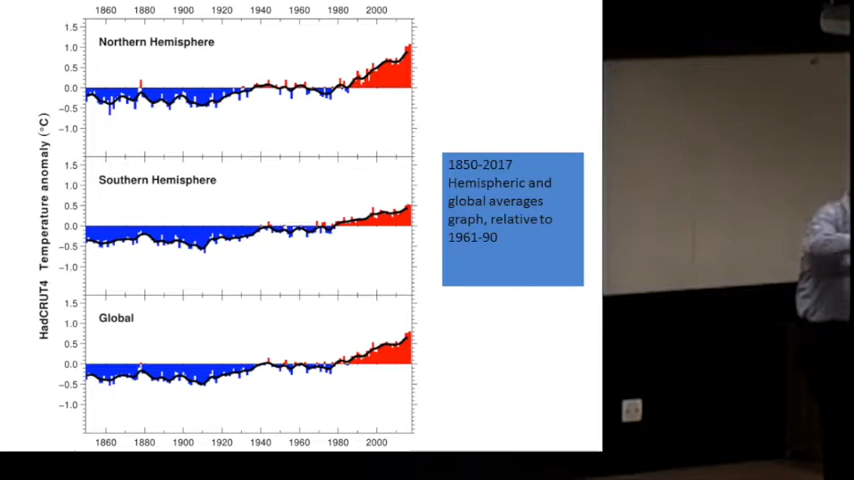 1860 1880 1900 1920 1940 1960 1980 2000
1.5
Northern Hemisphere
1.0
0.5
0.0
−0.5
−1.0
1.5
Southern Hemisphere
1.0
0.5
0.0
−0.5
−1.0
1.5
Global
1.0
0.5
0.0
−0.5
−1.0
1860 1880 1900 1920 1940 1960 1980 2000
HadCRUT4 Temperature anomaly (°C)
1850-2017
Hemispheric and
global averages
graph, relative to
1961-90